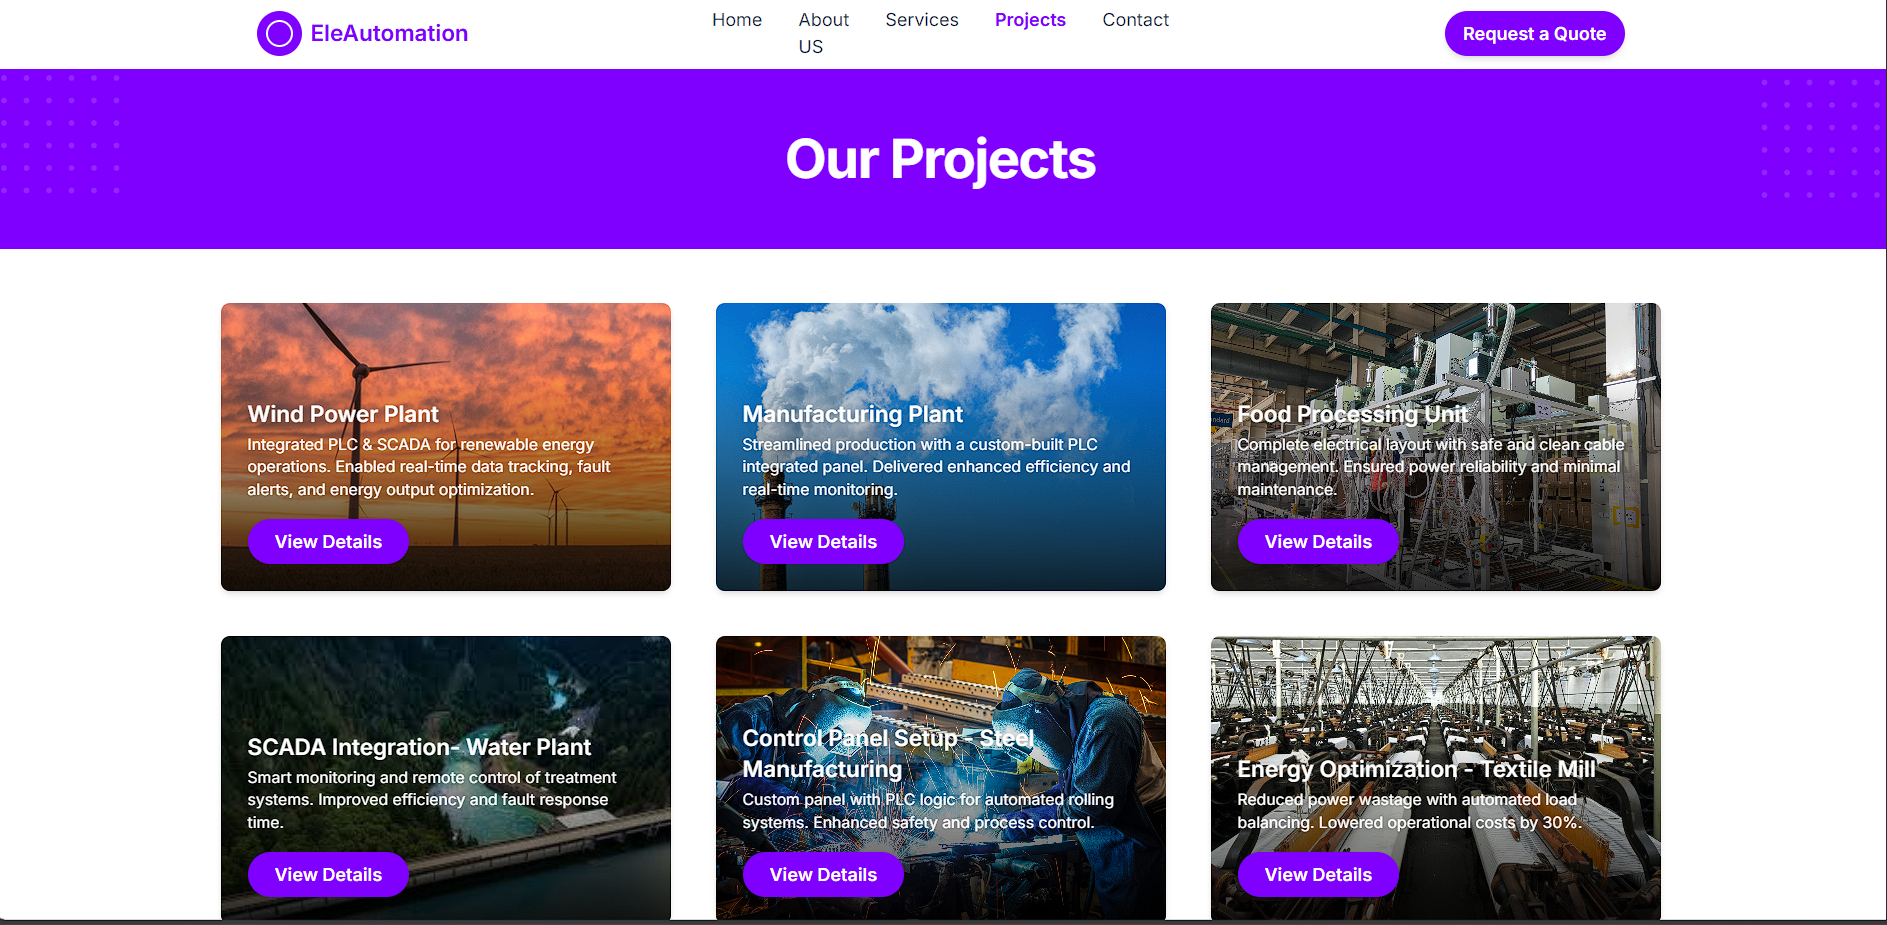 EleAutomation
Home
About
US
Services
Projects
Contact
Request a Quote
Our Projects
Wind Power Plant
Integrated PLC & SCADA for renewable energy
operations. Enabled real-time data tracking, fault
alerts, and energy output optimization.
View Details
Manufacturing Plant
Streamlined production with a custom-built PLC
integrated panel. Delivered enhanced efficiency and
real-time monitoring.
View Details
Food Processing Unit
Complete electrical layout with safe and clean cable
management. Ensured power reliability and minimal
maintenance.
View Details
SCADA Integration- Water Plant
Smart monitoring and remote control of treatment
systems. Improved efficiency and fault response
time.
View Details
Control Panel Setup - Steel
Manufacturing
Custom panel with PLC logic for automated rolling
systems. Enhanced safety and process control.
View Details
Energy Optimization - Textile Mill
Reduced power wastage with automated load
balancing. Lowered operational costs by 30%.
View Details